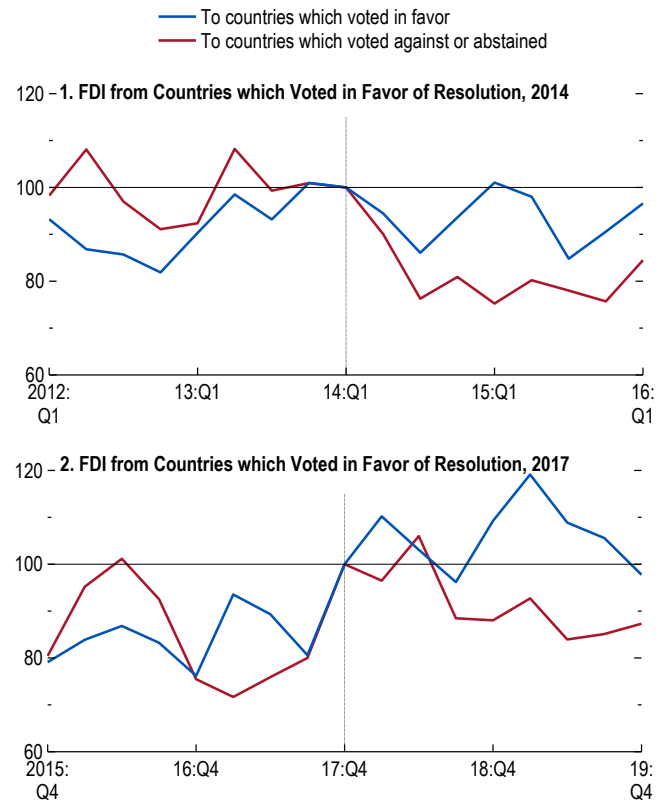 To countries which voted in favor
To countries which voted against or abstained
1. FDI from Countries which Voted in Favor of Resolution, 2014
120
100
80
60
2012:
Q1
13:Q1
14:Q1
15:Q1
16:
Q1
2. FDI from Countries which Voted in Favor of Resolution, 2017
120
100
80
60
2015:
Q4
16:Q4
17:Q4
18:Q4
19:
Q4